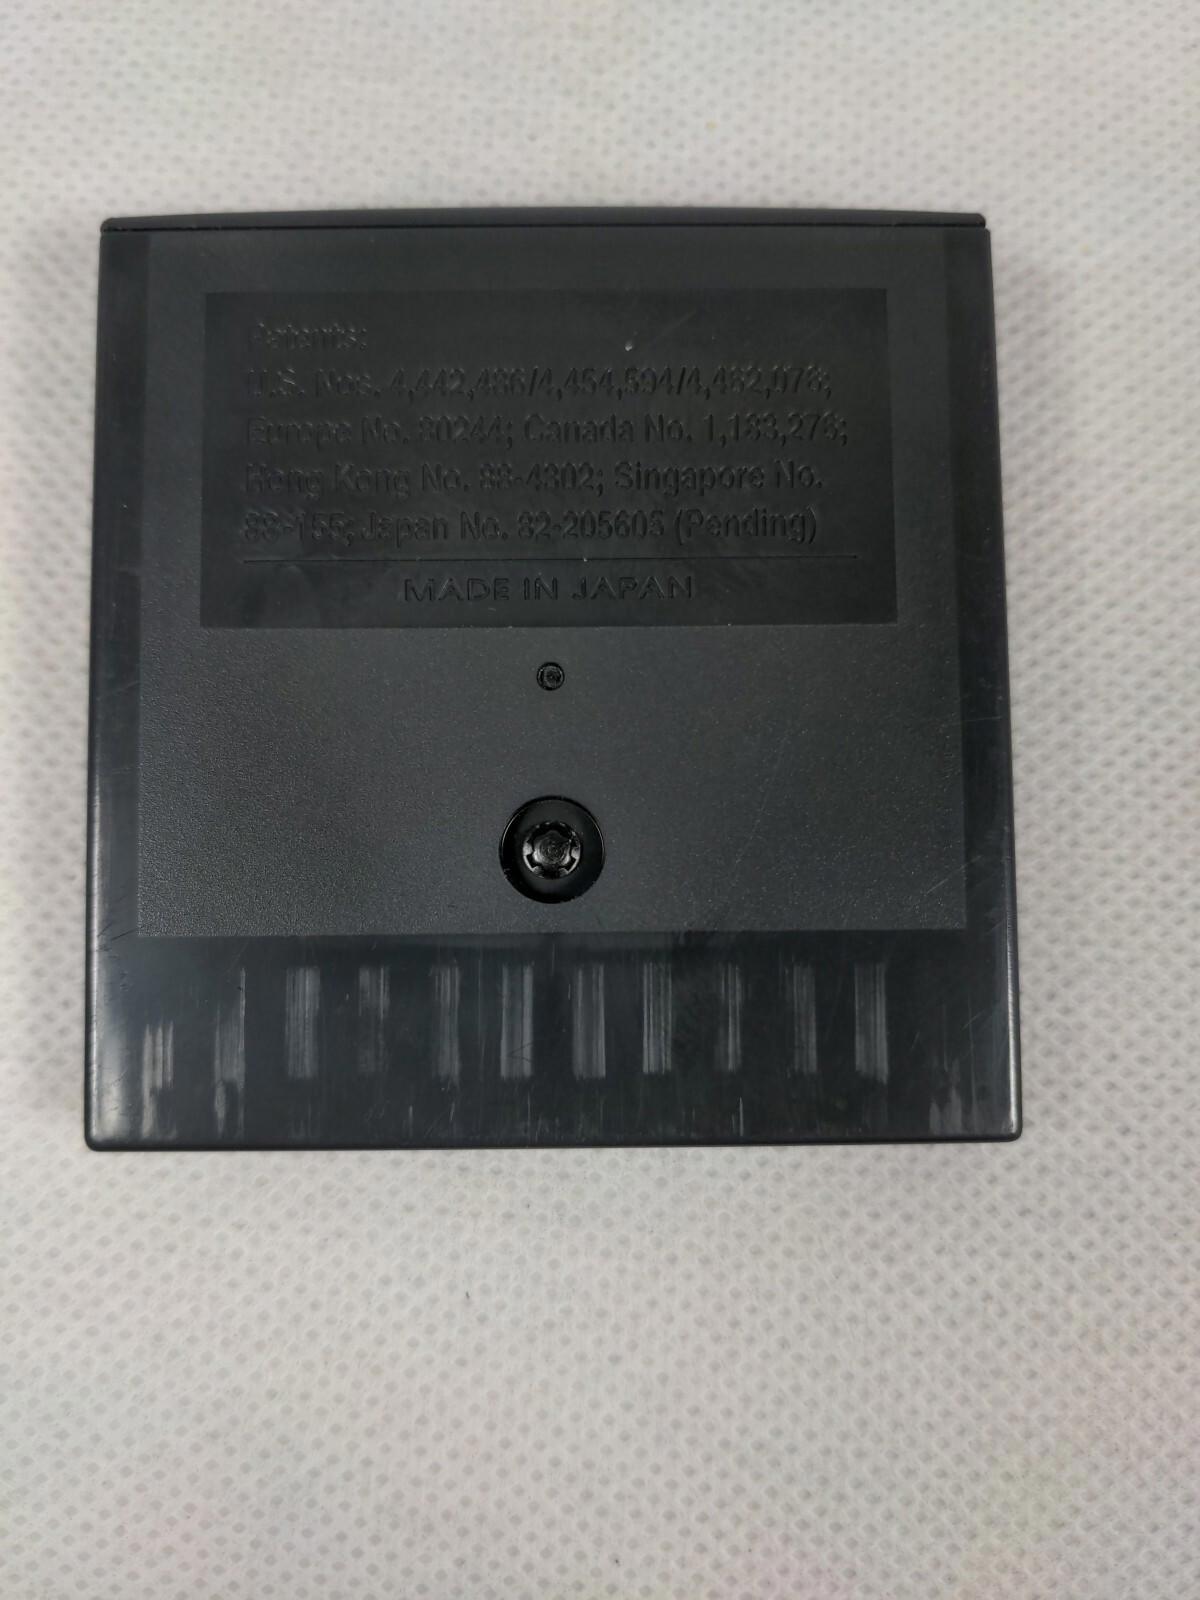 Patents:
U.S. Nos. 4,442,486/4,454,594/4,462,076;
Europe No. 80244; Canada No. 1,183,276;
Hong Kong No. 88-4302; Singapore No.
88-155; Japan No. 82-205605 (Pending)
MADE IN JAPAN